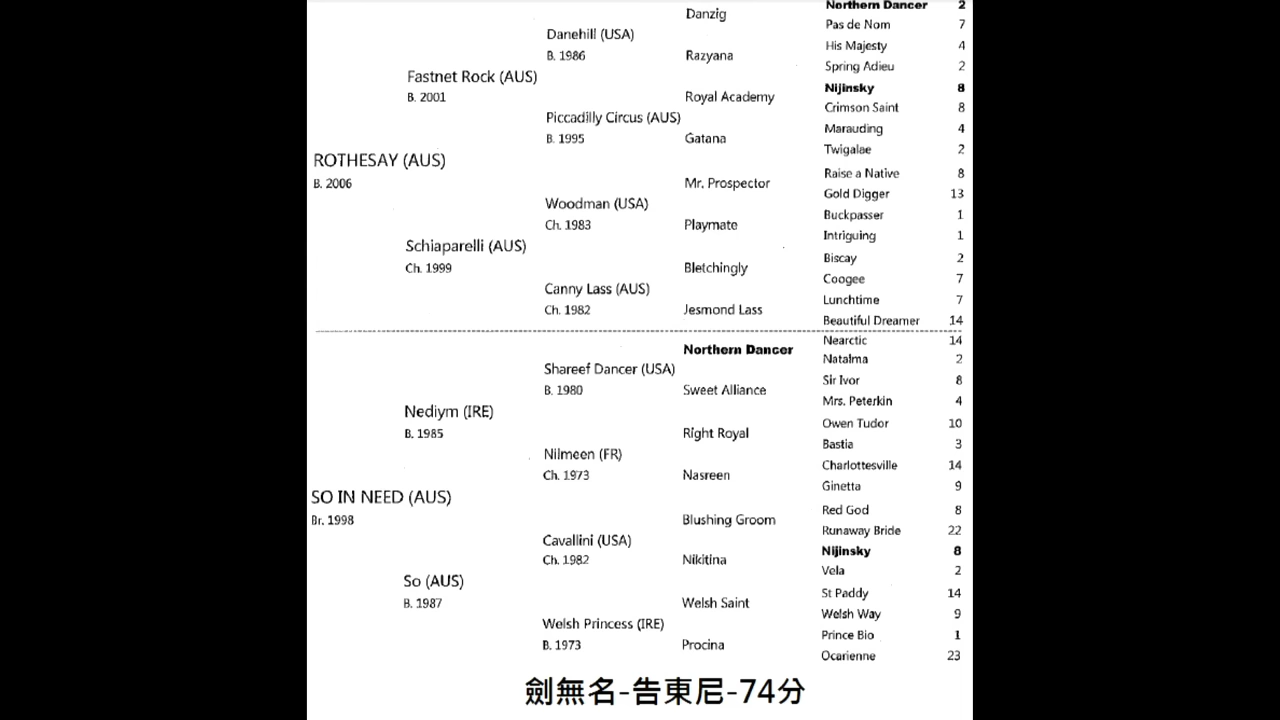 Northern Dancer 2
Danzig
Pas de Nom 7
Danehill (USA)
His Majesty 4
B. 1986
Razyana
Spring Adieu 2
Fastnet Rock (AUS)
Nijinsky 8
B. 2001
Royal Academy
Crimson Saint 8
Piccadilly Circus (AUS)
Marauding 4
B. 1995
Gatana
Twigalae 2
ROTHESAY (AUS)
Raise a Native 8
B. 2006
Mr. Prospector
Gold Digger 13
Woodman (USA)
Buckpasser 1
Ch. 1983
Playmate
Intriguing 1
Schiaparelli (AUS)
Biscay 2
Ch. 1999
Bletchingly
Coogee 7
Canny Lass (AUS)
Lunchtime 7
Ch. 1982
Jesmond Lass
Beautiful Dreamer 14
Nearctic 14
Northern Dancer
Natalma 2
Shareef Dancer (USA)
Sir Ivor 8
B. 1980
Sweet Alliance
Mrs. Peterkin 4
Nediym (IRE)
Owen Tudor 10
B. 1985
Right Royal
Bastia 3
Nilmeen (FR)
Charlottesville 14
Ch. 1973
Nasreen
Ginetta 9
SO IN NEED (AUS)
Red God 8
Br. 1998
Blushing Groom
Runaway Bride 22
Cavallini (USA)
Nijinsky 8
Ch. 1982
Nikitina
Vela 2
So (AUS)
St Paddy 14
B. 1987
Welsh Saint
Welsh Way 9
Welsh Princess (IRE)
Prince Bio 1
B. 1973
Procina
Ocarienne 23
劍無名-告東尼-74分